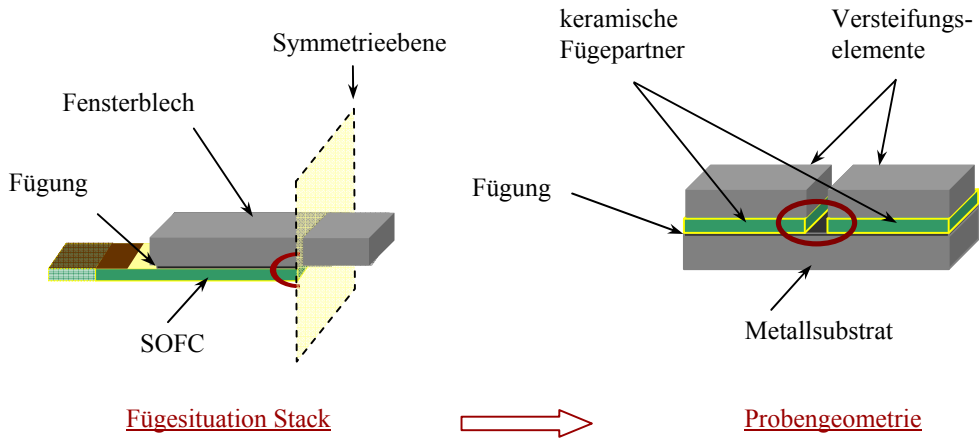 Symmetrieebene
Fensterblech
Fügung
SOFC
Fügesituation Stack
keramische
Fügepartner
Versteifungs-
elemente
Fügung
Metallsubstrat
Probengeometrie